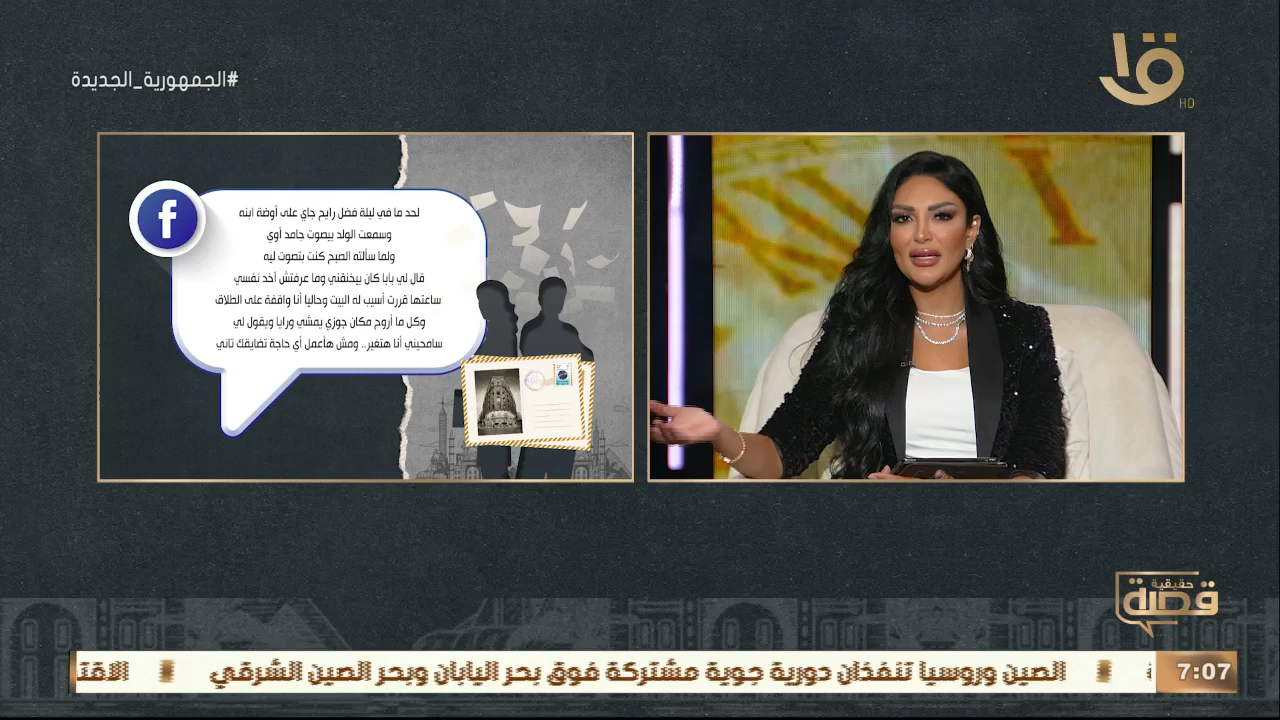 #الجمهورية_الجديدة
HD
لحد ما في ليلة فضل رايح جاي على أوضة ابنه
وسمعت الولد بيصوت جامد أوي
ولما سألته الصبح كنت بتصوت ليه
قال لي بابا كان بيخنقني وما عرفتش أخد نفسي
ساعتها قررت أسيب له البيت وحاليا أنا واقفة على الطلاق
وكل ما أروح مكان جوزي يمشي ورايا ويقول لي
سامحيني أنا هتغير.. ومش هأعمل أي حاجة تضايقك تاني
قصة
حقيقية
7:07
الصين وروسيا تنفذان دورية جوية مشتركة فوق بحر اليابان وبحر الصين الشرقي